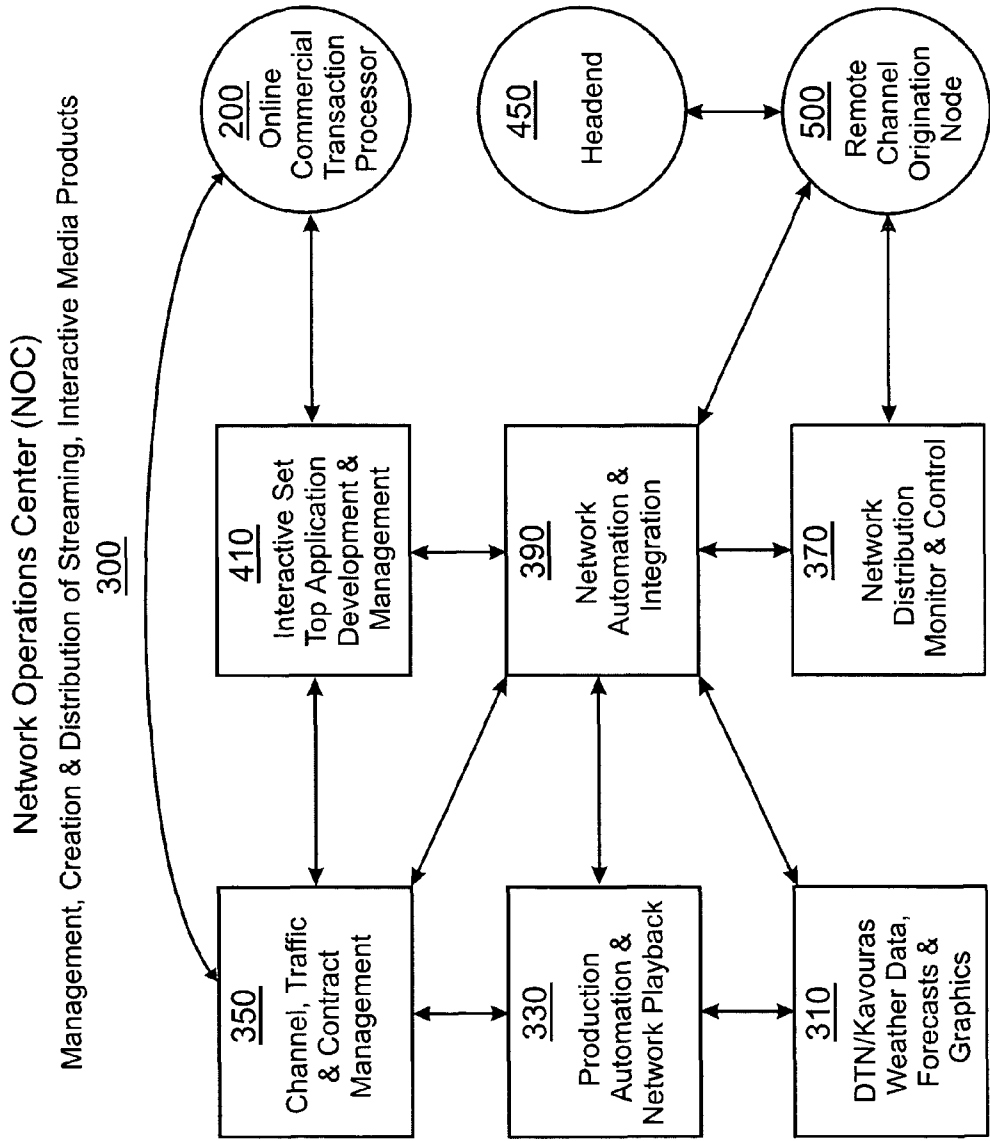 Network Operations Center (NOC)
Management, Creation & Distribution of Streaming, Interactive Media Products
300
350
Channel, Traffic
& Contract
Management
410
Interactive Set
Top Application
Development &
Management
200
Online
Commercial
Transaction
Processor
330
Production
Automation &
Network Playback
390
Network
Automation &
Integration
450
Headend
310
DTN/Kavouras
Weather Data,
Forecasts &
Graphics
370
Network
Distribution
Monitor & Control
500
Remote
Channel
Origination
Node